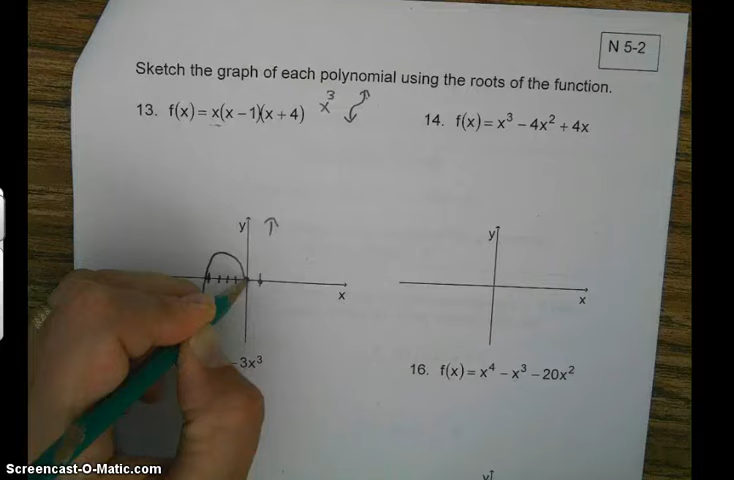 N 5-2
Sketch the graph of each polynomial using the roots of the function.
13. f(x) = x(x – 1)(x + 4) x³
14. f(x) = x³ – 4x² + 4x
y
x
y
x
–3x³
16. f(x) = x⁴ – x³ – 20x²
y
Screencast-O-Matic.com